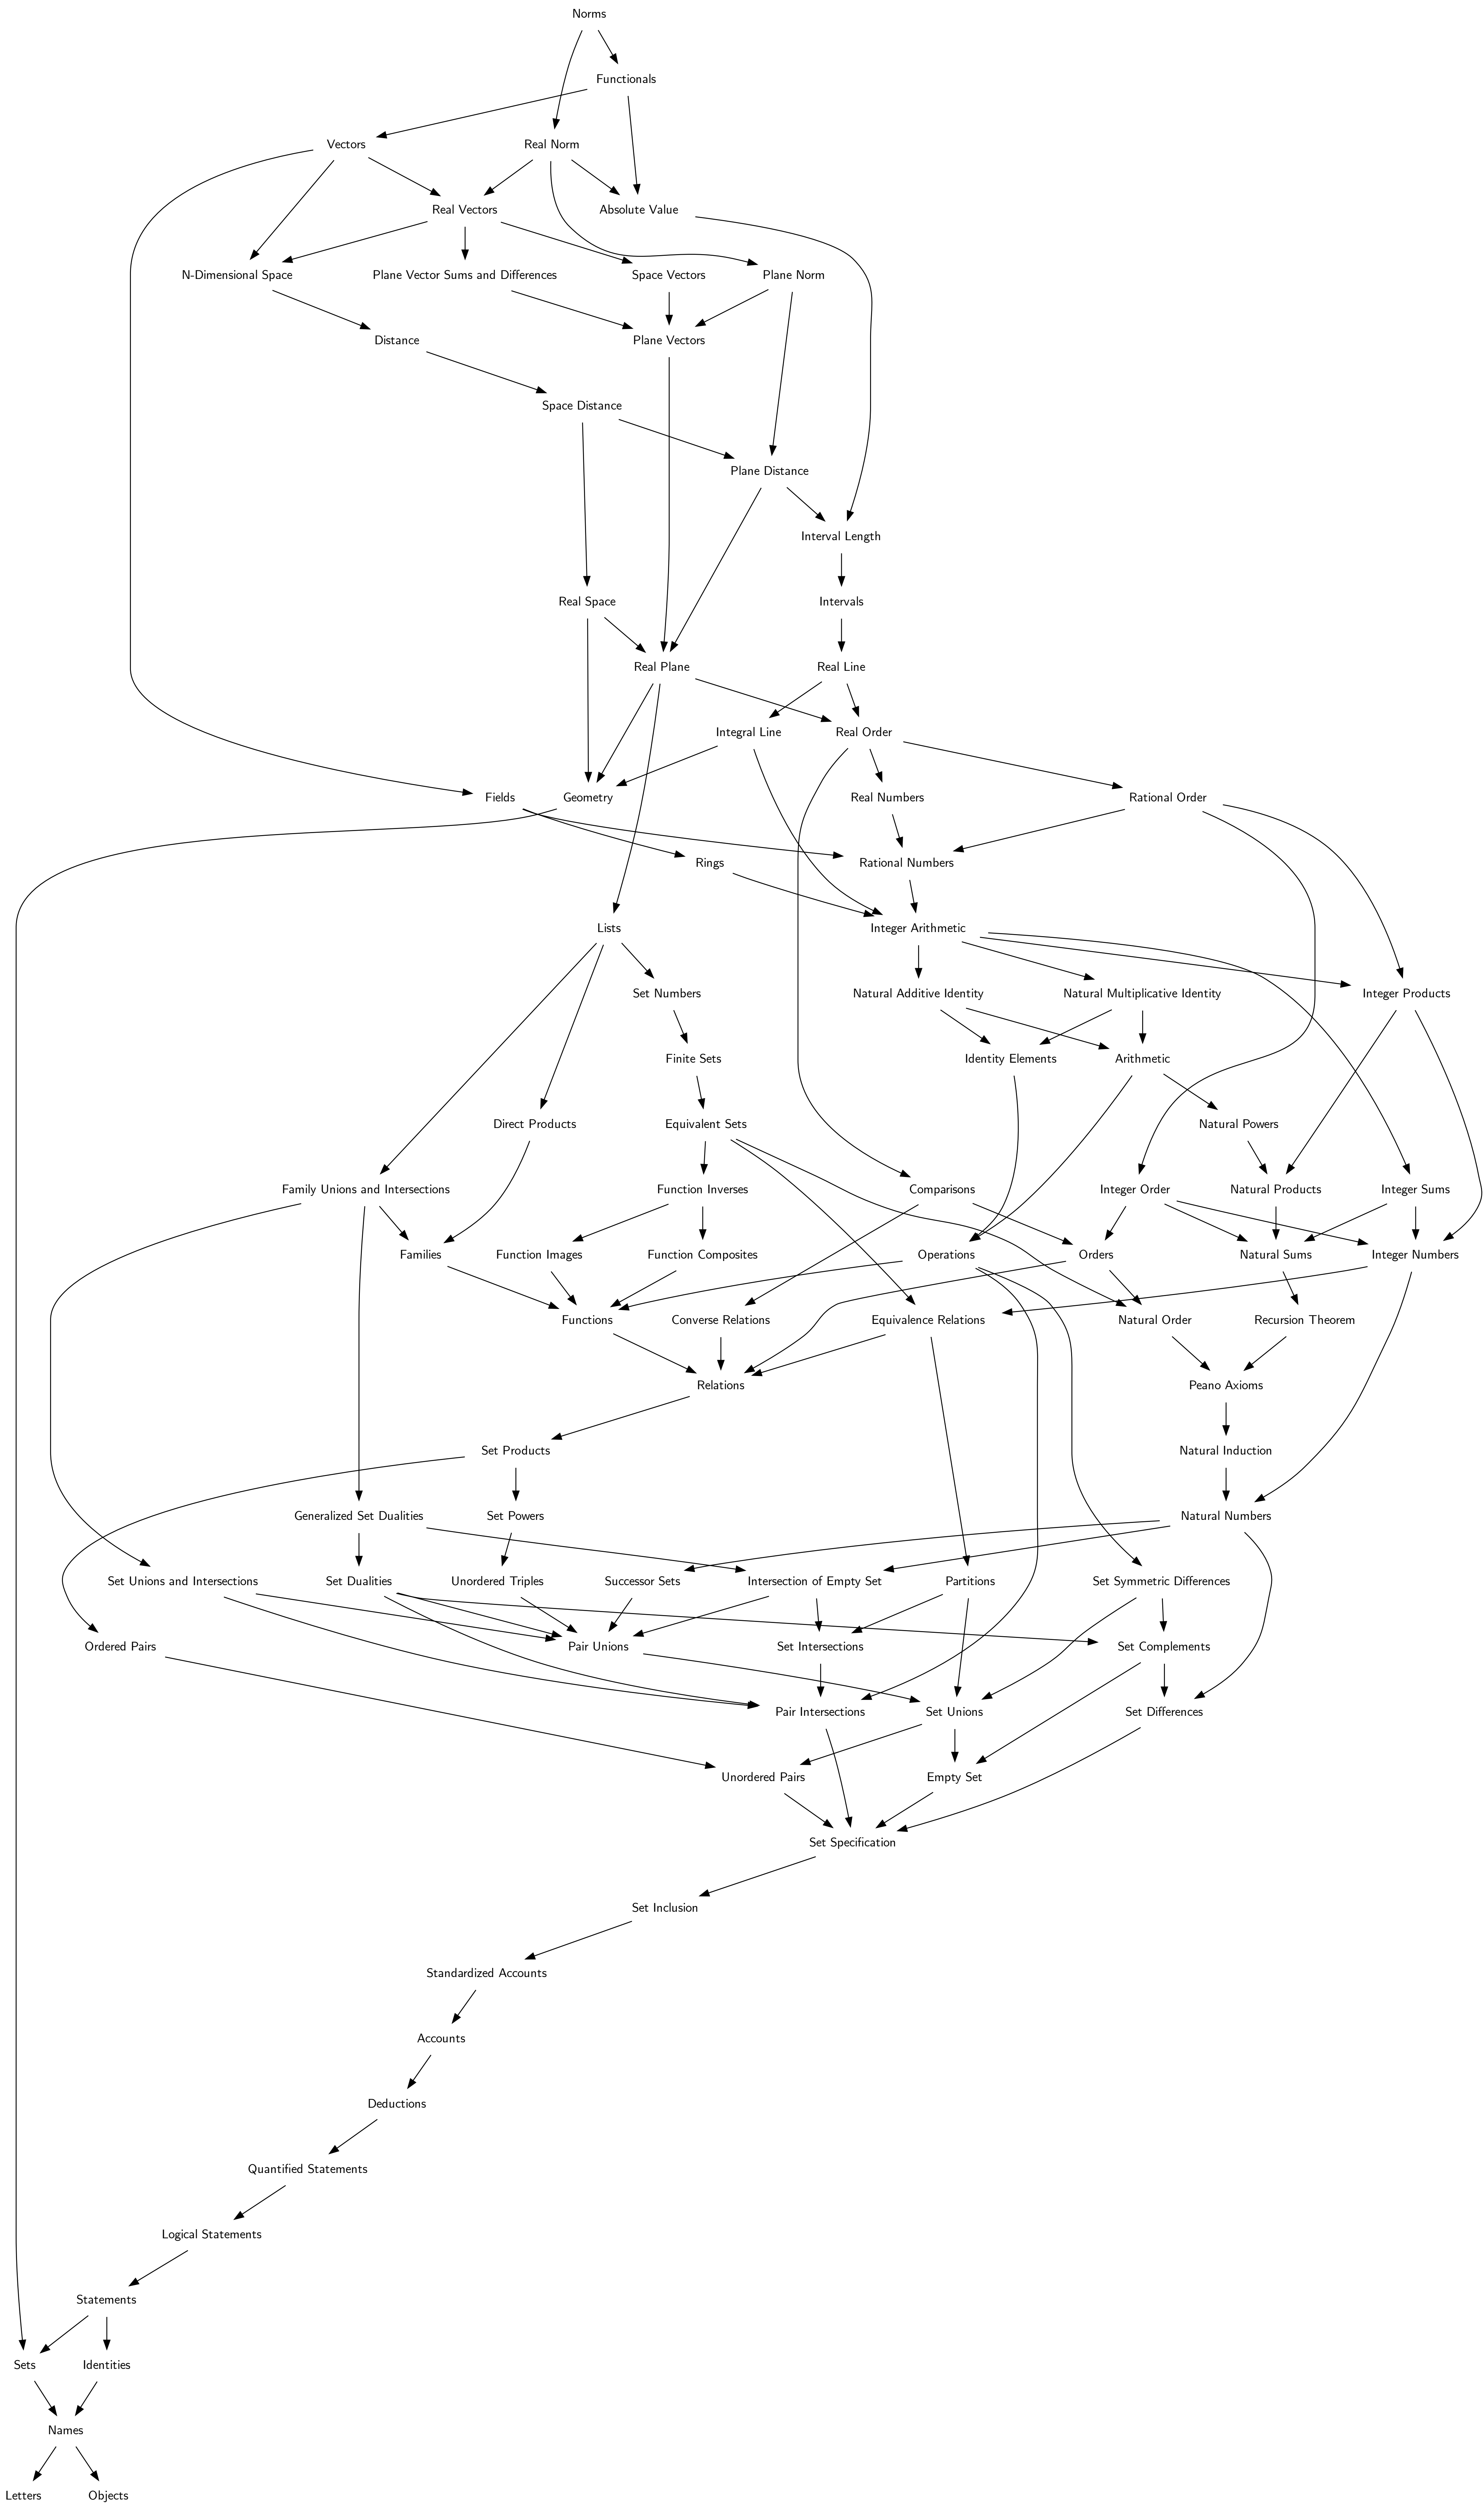 Norms
Functionals
Vectors
Real Norm
Real Vectors
Absolute Value
N-Dimensional Space
Plane Vector Sums and Differences
Space Vectors
Plane Norm
Distance
Plane Vectors
Space Distance
Plane Distance
Interval Length
Real Space
Intervals
Real Plane
Real Line
Integral Line
Real Order
Fields
Geometry
Real Numbers
Rational Order
Rings
Rational Numbers
Lists
Integer Arithmetic
Set Numbers
Natural Additive Identity
Natural Multiplicative Identity
Integer Products
Finite Sets
Identity Elements
Arithmetic
Direct Products
Equivalent Sets
Natural Powers
Family Unions and Intersections
Function Inverses
Comparisons
Integer Order
Natural Products
Integer Sums
Families
Function Images
Function Composites
Operations
Orders
Natural Sums
Integer Numbers
Functions
Converse Relations
Equivalence Relations
Natural Order
Recursion Theorem
Relations
Peano Axioms
Set Products
Natural Induction
Generalized Set Dualities
Set Powers
Natural Numbers
Set Unions and Intersections
Set Dualities
Unordered Triples
Successor Sets
Intersection of Empty Set
Partitions
Set Symmetric Differences
Ordered Pairs
Pair Unions
Set Intersections
Set Complements
Pair Intersections
Set Unions
Set Differences
Unordered Pairs
Empty Set
Set Specification
Set Inclusion
Standardized Accounts
Accounts
Deductions
Quantified Statements
Logical Statements
Statements
Sets
Identities
Names
Letters
Objects